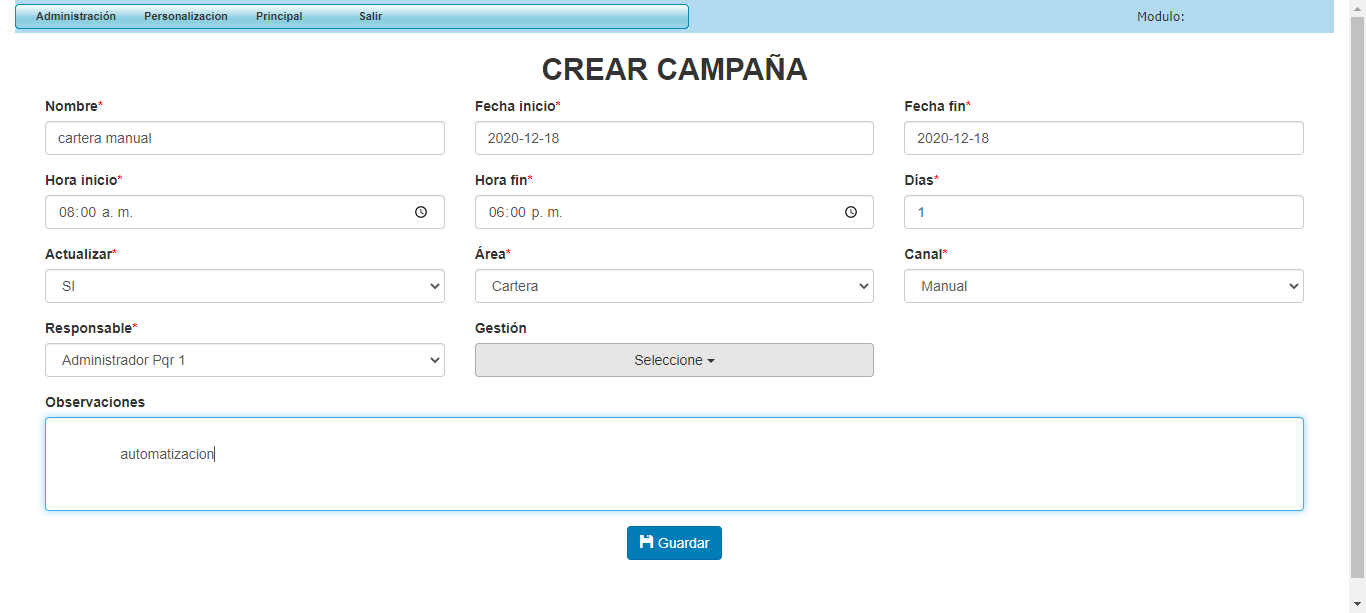 Administración Personalizacion Principal Salir Modulo:
CREAR CAMPAÑA
Nombre* Fecha inicio* Fecha fin*
cartera manual 2020-12-18 2020-12-18
Hora inicio* Hora fin* Días*
08:00 a. m. 06:00 p. m. 1
Actualizar* Área* Canal*
SI Cartera Manual
Responsable* Gestión
Administrador Pqr 1 Seleccione
Observaciones
automatizacion
Guardar